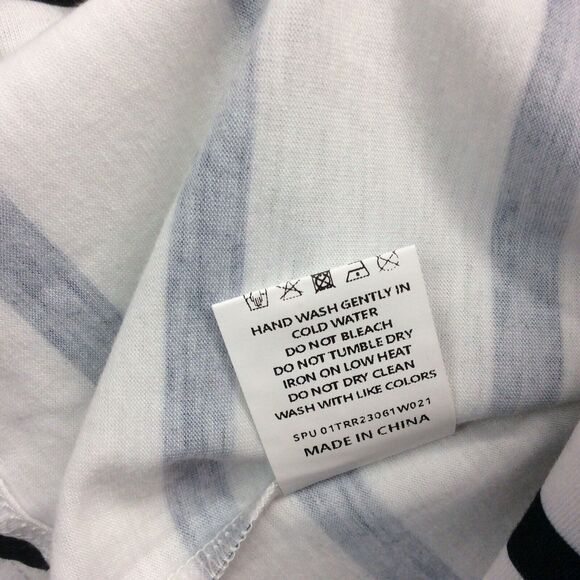 HAND WASH GENTLY IN
COLD WATER
DO NOT BLEACH
DO NOT TUMBLE DRY
IRON ON LOW HEAT
DO NOT DRY CLEAN
WASH WITH LIKE COLORS
SPU 01TRR23061W021
MADE IN CHINA